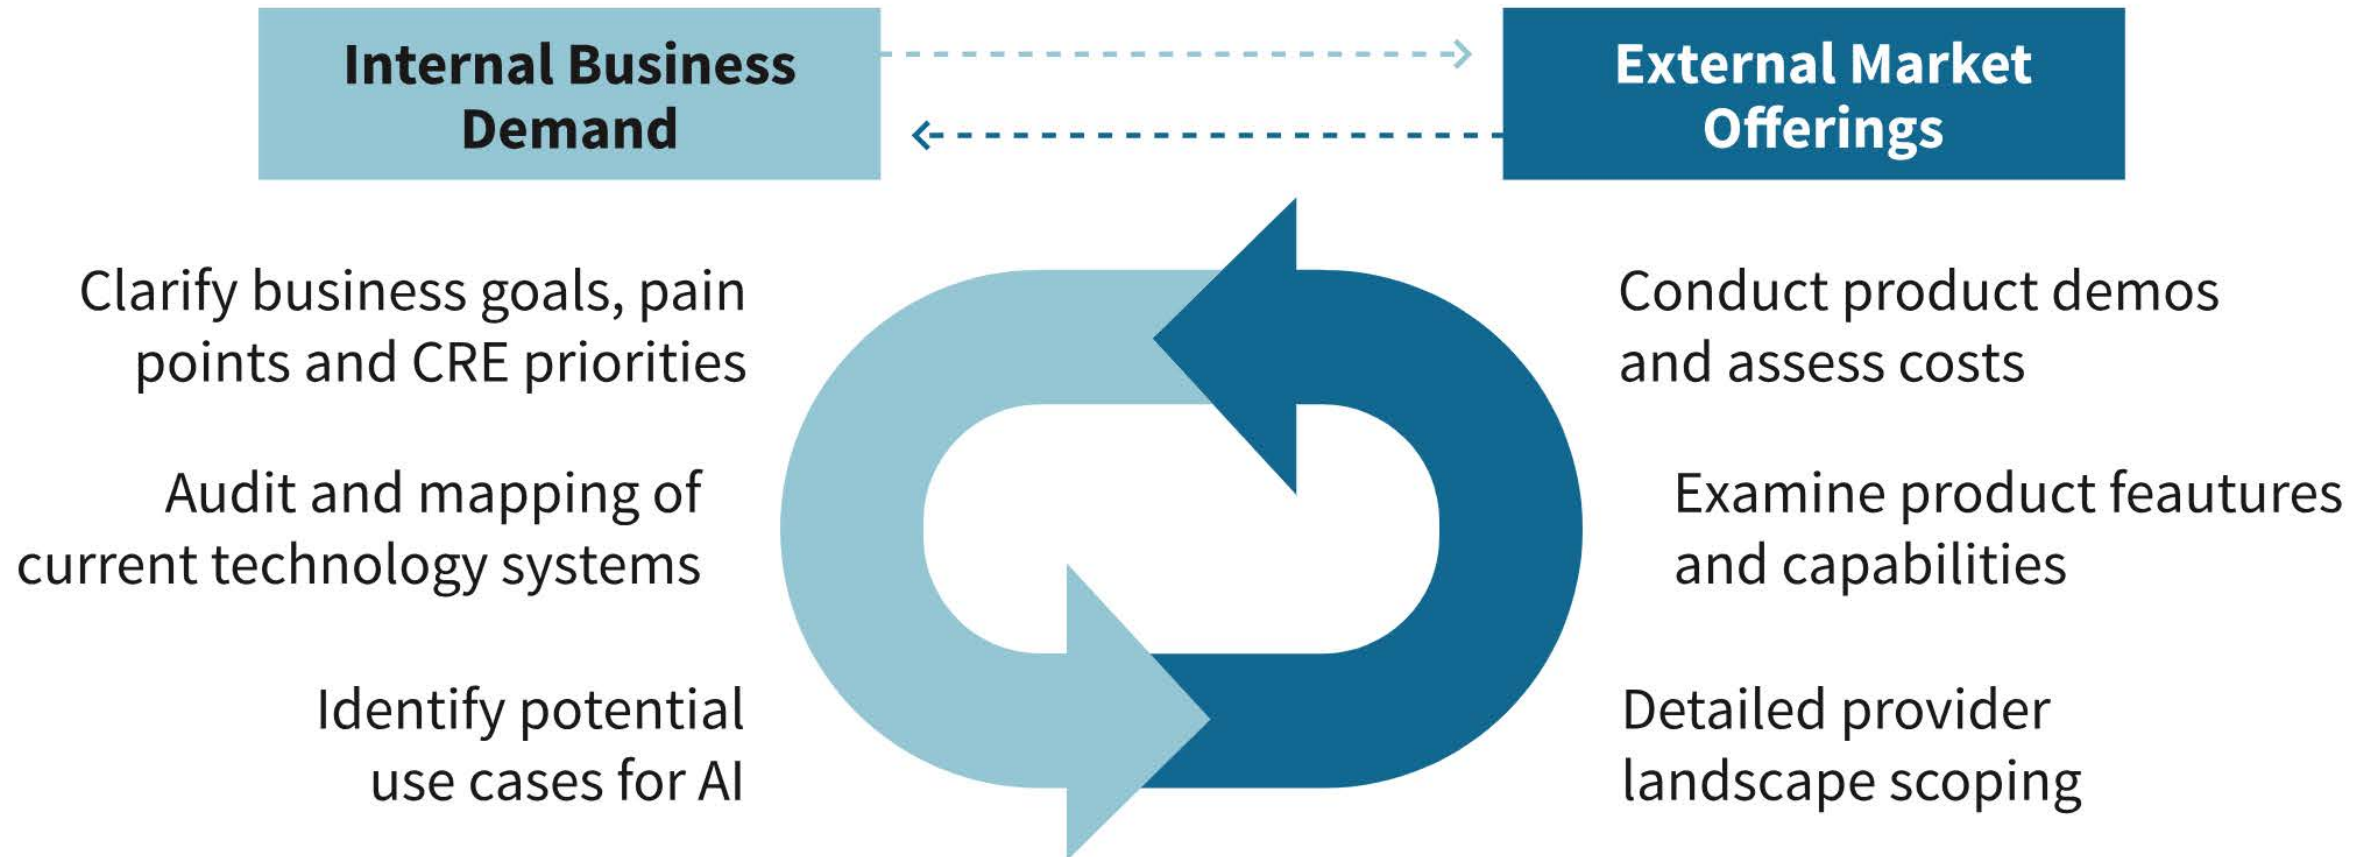 Internal Business
Demand
External Market
Offerings
Clarify business goals, pain
points and CRE priorities
Audit and mapping of
current technology systems
Identify potential
use cases for AI
Conduct product demos
and assess costs
Examine product feautures
and capabilities
Detailed provider
landscape scoping